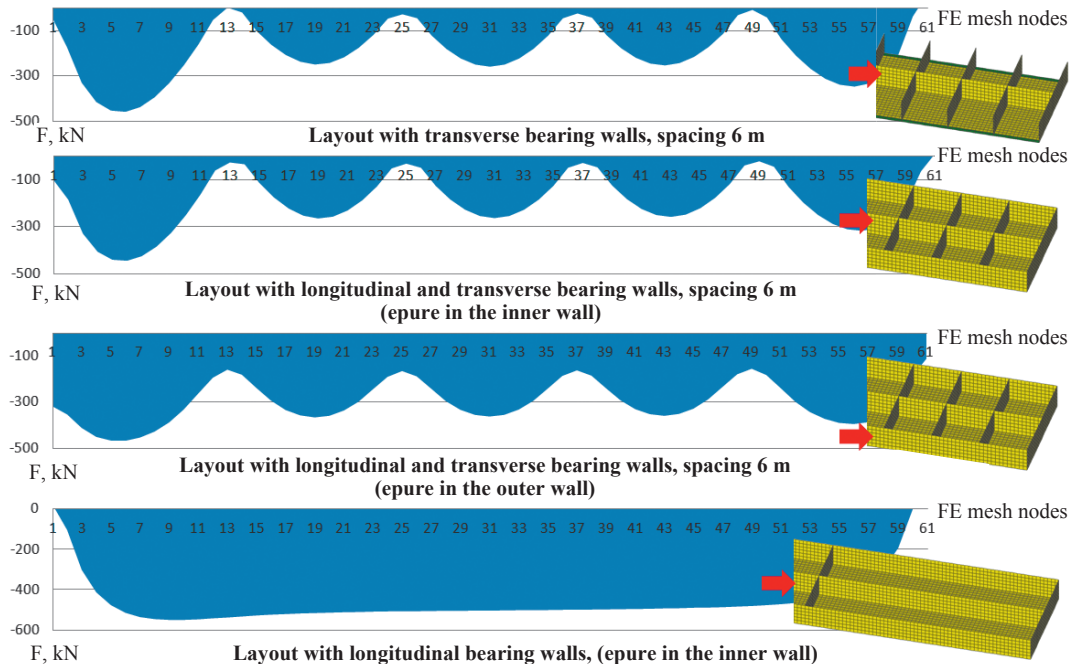 FE mesh nodes
-100
1 3 5 7 9 11 13 15 17 19 21 23 25 27 29 31 33 35 37 39 41 43 45 47 49 51 53 55 57 59 61
-300
-500
F, kN
Layout with transverse bearing walls, spacing 6 m
FE mesh nodes
-100
1 3 5 7 9 11 13 15 17 19 21 23 25 27 29 31 33 35 37 39 41 43 45 47 49 51 53 55 57 59 61
-300
-500
F, kN
Layout with longitudinal and transverse bearing walls, spacing 6 m
(epure in the inner wall)
FE mesh nodes
-100
1 3 5 7 9 11 13 15 17 19 21 23 25 27 29 31 33 35 37 39 41 43 45 47 49 51 53 55 57 59 61
-300
-500
F, kN
Layout with longitudinal and transverse bearing walls, spacing 6 m
(epure in the outer wall)
0
FE mesh nodes
1 3 5 7 9 11 13 15 17 19 21 23 25 27 29 31 33 35 37 39 41 43 45 47 49 51 53 55 57 59 61
-200
-400
-600
F, kN
Layout with longitudinal bearing walls, (epure in the inner wall)